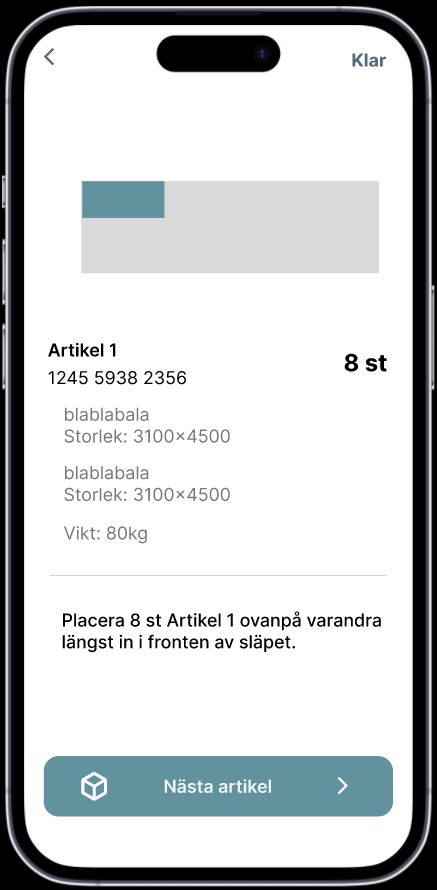 Klar
Artikel 1
8 st
1245 5938 2356
blablabala
Storlek: 3100×4500
blablabala
Storlek: 3100×4500
Vikt: 80kg
Placera 8 st Artikel 1 ovanpå varandra
längst in i fronten av släpet.
Nästa artikel